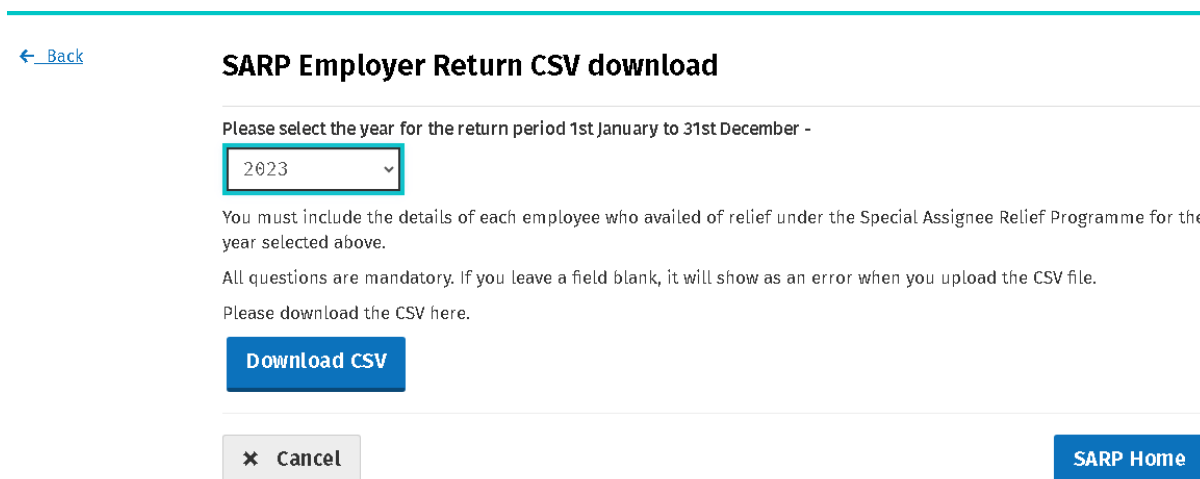 ← Back
SARP Employer Return CSV download
Please select the year for the return period 1st January to 31st December -
2023
You must include the details of each employee who availed of relief under the Special Assignee Relief Programme for the
year selected above.
All questions are mandatory. If you leave a field blank, it will show as an error when you upload the CSV file.
Please download the CSV here.
Download CSV
✕ Cancel
SARP Home